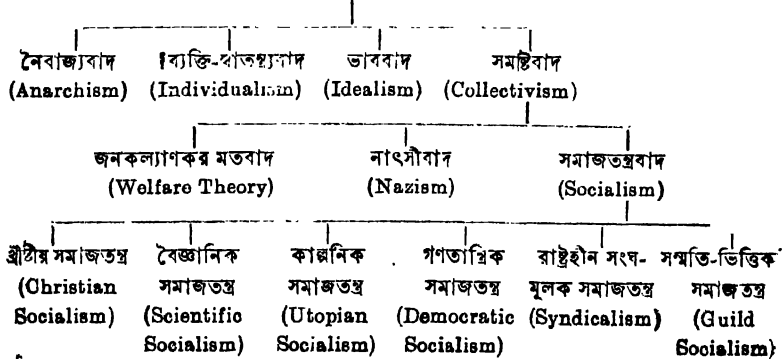 নৈরাজ্যবাদ ব্যক্তি-স্বাতন্ত্র্যবাদ ভাববাদ সমষ্টিবাদ
(Anarchism) (Individualism) (Idealism) (Collectivism)
জনকল্যাণকর মতবাদ নাৎসীবাদ সমাজতন্ত্রবাদ
(Welfare Theory) (Nazism) (Socialism)
খ্রীষ্টীয় সমাজতন্ত্র বৈজ্ঞানিক কাল্পনিক গণতান্ত্রিক রাষ্ট্রহীন সংঘ- সম্মতি-ভিত্তিক
(Christian সমাজতন্ত্র সমাজতন্ত্র সমাজতন্ত্র মূলক সমাজতন্ত্র সমাজতন্ত্র
Socialism) (Scientific (Utopian (Democratic (Syndicalism) (Guild
Socialism) Socialism) Socialism) Socialism)